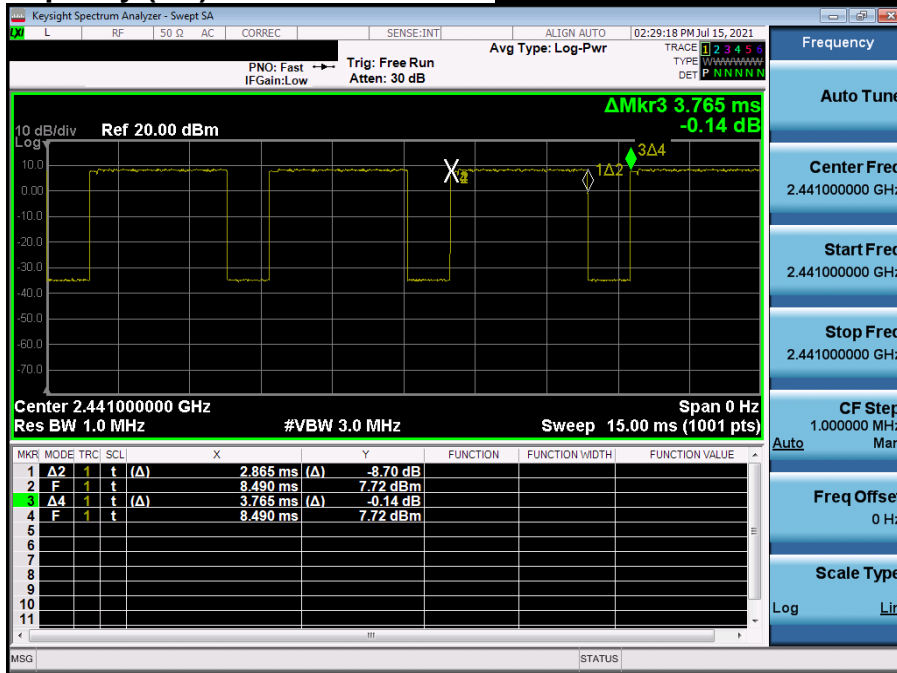 Keysight Spectrum Analyzer - Swept SA
LXI L RF 50 Ω AC CORREC SENSE:INT ALIGN AUTO 02:29:18 PM Jul 15, 2021
Avg Type: Log-Pwr
TRACE 1 2 3 4 5 6
PNO: Fast Trig: Free Run
TYPE WWWWWW
IFGain:Low Atten: 30 dB
DET P N N N N N
ΔMkr3 3.765 ms
-0.14 dB
10 dB/div Ref 20.00 dBm
Log
3Δ4
1Δ2
10.0
0.00
-10.0
-20.0
-30.0
-40.0
-50.0
-60.0
-70.0
Center 2.441000000 GHz Span 0 Hz
Res BW 1.0 MHz #VBW 3.0 MHz Sweep 15.00 ms (1001 pts)
MKR MODE TRC SCL X Y FUNCTION FUNCTION WIDTH FUNCTION VALUE
1 Δ2 1 t (Δ) 2.865 ms (Δ) -8.70 dB
2 F 1 t 8.490 ms 7.72 dBm
3 Δ4 1 t (Δ) 3.765 ms (Δ) -0.14 dB
4 F 1 t 8.490 ms 7.72 dBm
5
6
7
8
9
10
11
MSG STATUS
Frequency
Auto Tune
Center Freq
2.441000000 GHz
Start Freq
2.441000000 GHz
Stop Freq
2.441000000 GHz
CF Step
1.000000 MHz
Auto Man
Freq Offset
0 Hz
Scale Type
Log Lin